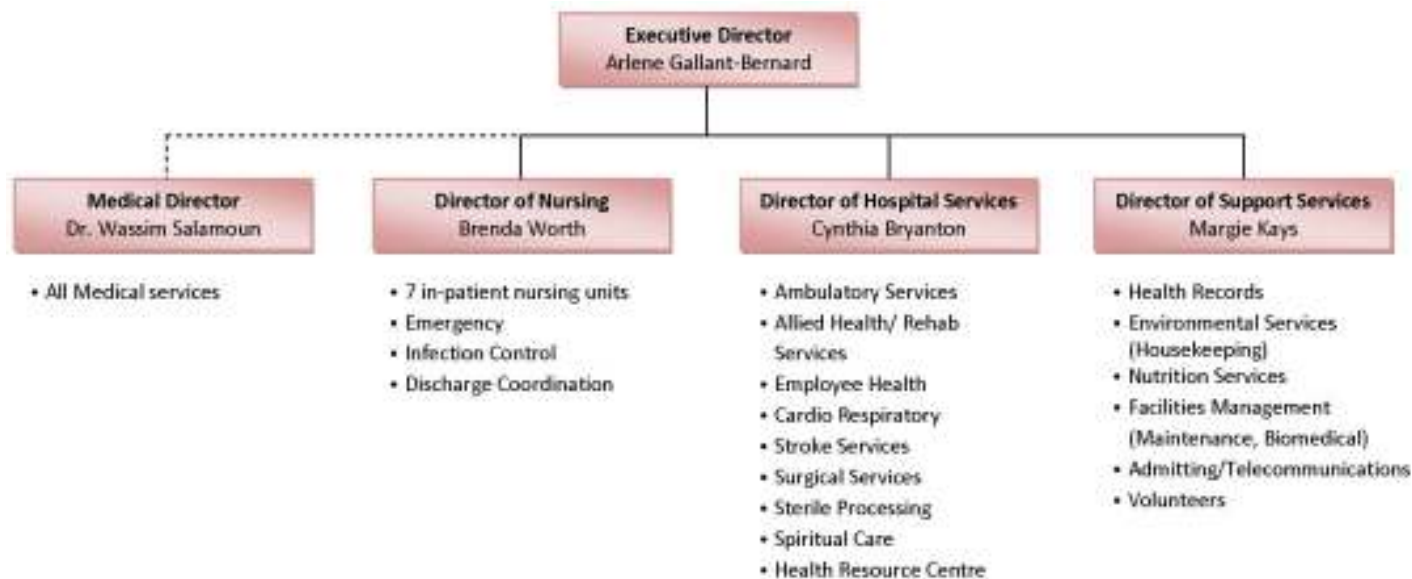 Executive Director
Arlene Gallant-Bernard
Medical Director
Dr. Wassim Salamoun
• All Medical services
Director of Nursing
Brenda Worth
• 7 in-patient nursing units
• Emergency
• Infection Control
• Discharge Coordination
Director of Hospital Services
Cynthia Bryanton
• Ambulatory Services
• Allied Health/ Rehab
Services
• Employee Health
• Cardio Respiratory
• Stroke Services
• Surgical Services
• Sterile Processing
• Spiritual Care
• Health Resource Centre
Director of Support Services
Margie Kays
• Health Records
• Environmental Services
(Housekeeping)
• Nutrition Services
• Facilities Management
(Maintenance, Biomedical)
• Admitting/Telecommunications
• Volunteers